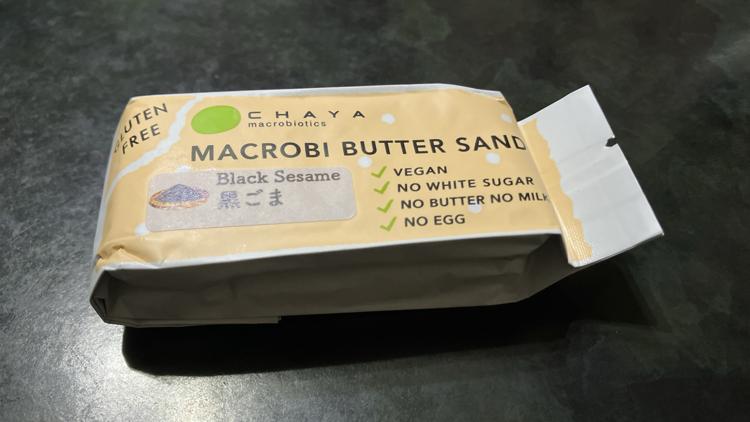 GLUTEN
FREE
CHAYA
macrobiotics
MACROBI BUTTER SAND
Black Sesame
黒ごま
VEGAN
NO WHITE SUGAR
NO BUTTER NO MILK
NO EGG